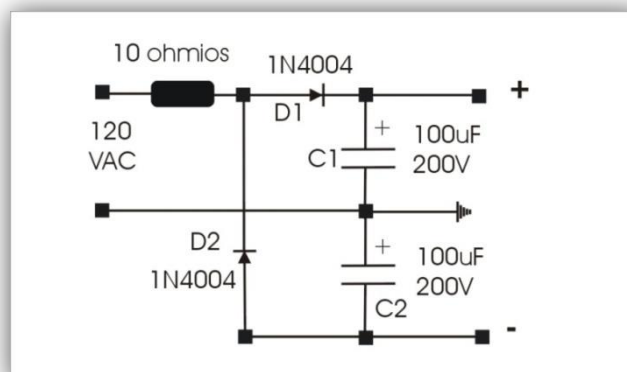 10 ohmios
1N4004
+
D1
120
VAC
+
100uF
200V
C1
D2
1N4004
+
100uF
200V
C2
-